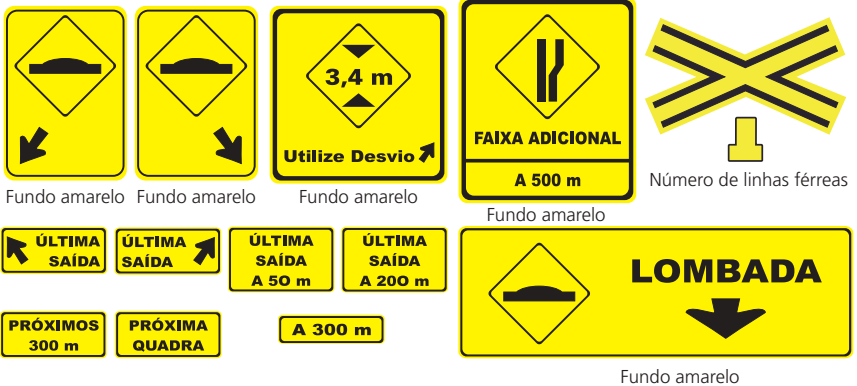 3,4 m
Utilize Desvio
FAIXA ADICIONAL
A 500 m
Fundo amarelo
Fundo amarelo
Fundo amarelo
Fundo amarelo
Número de linhas férreas
ÚLTIMA
SAÍDA
ÚLTIMA
SAÍDA
ÚLTIMA
SAÍDA
A 50 m
ÚLTIMA
SAÍDA
A 200 m
LOMBADA
PRÓXIMOS
300 m
PRÓXIMA
QUADRA
A 300 m
Fundo amarelo